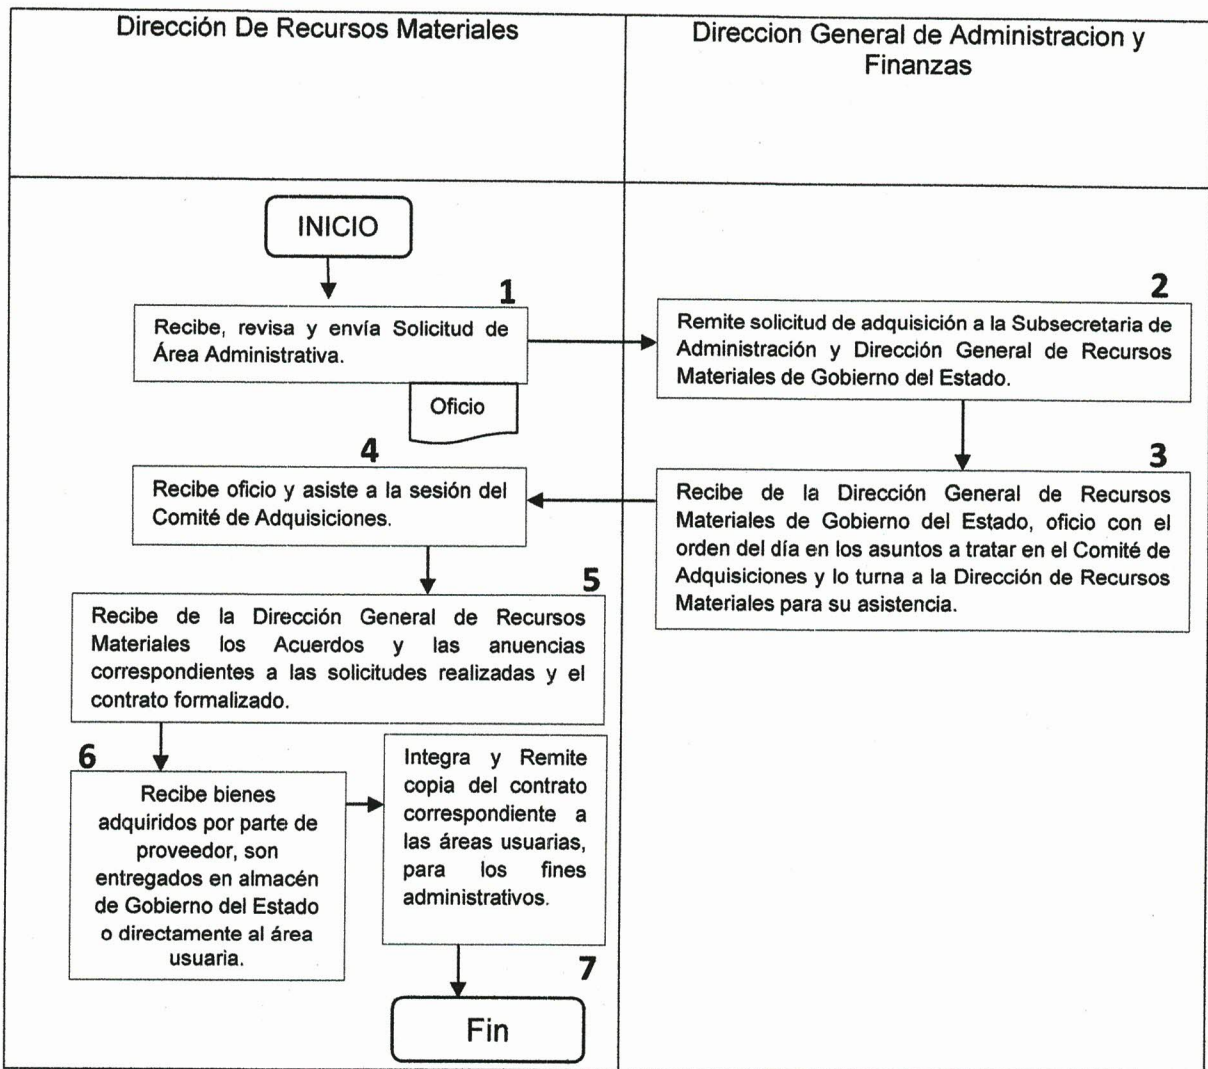 Dirección De Recursos Materiales
Direccion General de Administracion y
Finanzas
INICIO
1
Recibe, revisa y envía Solicitud de
Área Administrativa.
Oficio
2
Remite solicitud de adquisición a la Subsecretaria de
Administración y Dirección General de Recursos
Materiales de Gobierno del Estado.
3
Recibe de la Dirección General de Recursos
Materiales de Gobierno del Estado, oficio con el
orden del día en los asuntos a tratar en el Comité de
Adquisiciones y lo turna a la Dirección de Recursos
Materiales para su asistencia.
4
Recibe oficio y asiste a la sesión del
Comité de Adquisiciones.
5
Recibe de la Dirección General de Recursos
Materiales los Acuerdos y las anuencias
correspondientes a las solicitudes realizadas y el
contrato formalizado.
6
Recibe bienes
adquiridos por parte de
proveedor, son
entregados en almacén
de Gobierno del Estado
o directamente al área
usuaria.
Integra y Remite
copia del contrato
correspondiente a
las áreas usuarias,
para los fines
administrativos.
7
Fin